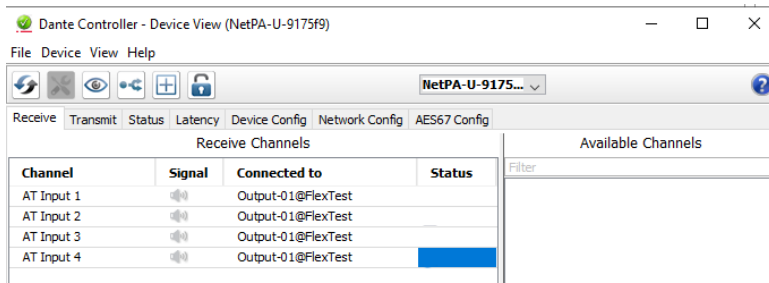 Dante Controller - Device View (NetPA-U-9175f9)
File Device View Help
NetPA-U-9175...
Receive Transmit Status Latency Device Config Network Config AES67 Config
Receive Channels Available Channels
Channel Signal Connected to Status Filter
AT Input 1 Output-01@FlexTest
AT Input 2 Output-01@FlexTest
AT Input 3 Output-01@FlexTest
AT Input 4 Output-01@FlexTest